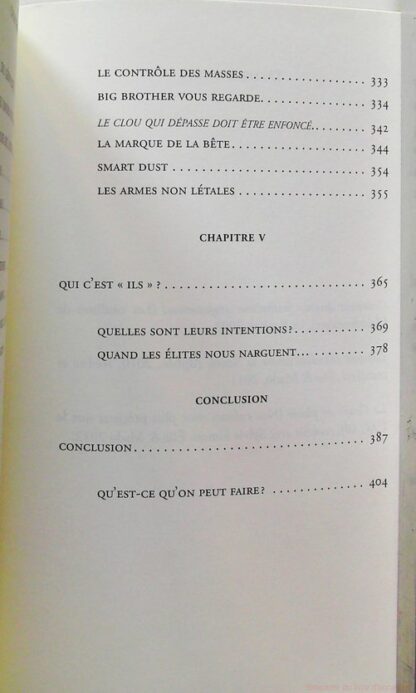 LE CONTRÔLE DES MASSES.................... 333
BIG BROTHER VOUS REGARDE................ 334
LE CLOU QUI DÉPASSE DOIT ÊTRE ENFONCÉ......... 342
LA MARQUE DE LA BÊTE..................... 344
SMART DUST ............................ 354
LES ARMES NON LÉTALES .................. 355
CHAPITRE V
QUI C'EST « ILS » ?............................ 365
QUELLES SONT LEURS INTENTIONS?........... 369
QUAND LES ÉLITES NOUS NARGUENT... ........ 378
CONCLUSION
CONCLUSION................................ 387
QU'EST-CE QU'ON PEUT FAIRE? ............. 404